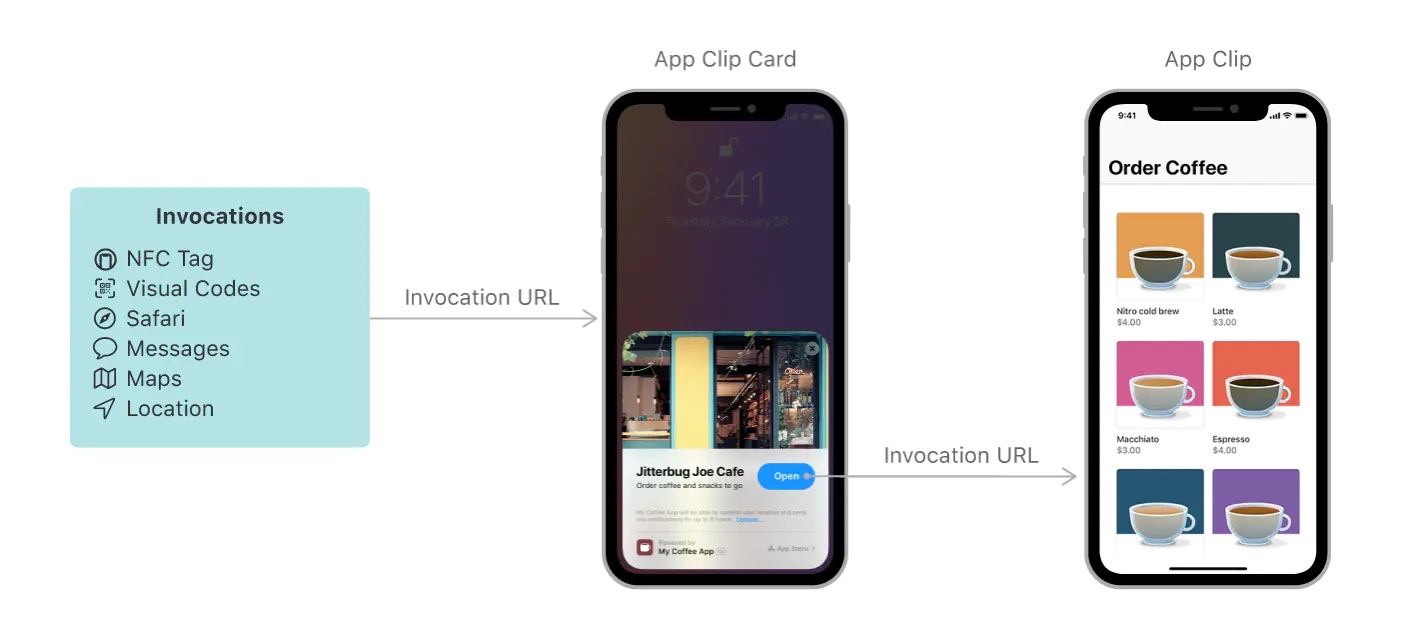 App Clip Card
App Clip
Invocations
NFC Tag
Visual Codes
Safari
Messages
Maps
Location
Invocation URL
9:41
Thursday, February 28
Open
Jitterbug Joe Cafe
Order coffee and snacks to go
Open
My Coffee App will be able to confirm your location and send
you notifications for up to 8 hours. Options...
Powered by
My Coffee App
App Store >
Invocation URL
9:41
Order Coffee
Nitro cold brew
$4.00
Latte
$3.00
Macchiato
$3.00
Espresso
$4.00